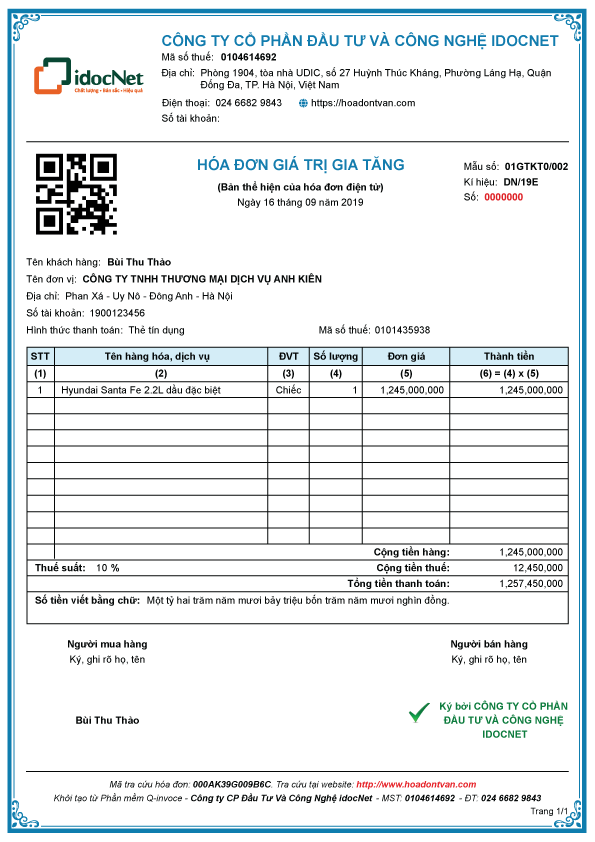 CÔNG TY CỔ PHẦN ĐẦU TƯ VÀ CÔNG NGHỆ IDOCNET
idocNet
Chất lượng • Bản sắc • Hiệu quả
Mã số thuế: 0104614692
Địa chỉ: Phòng 1904, tòa nhà UDIC, số 27 Huỳnh Thúc Kháng, Phường Láng Hạ, Quận
Đống Đa, TP. Hà Nội, Việt Nam
Điện thoại: 024 6682 9843 https://hoadontvan.com
Số tài khoản:
HÓA ĐƠN GIÁ TRỊ GIA TĂNG
(Bản thể hiện của hóa đơn điện tử)
Ngày 16 tháng 09 năm 2019
Mẫu số: 01GTKT0/002
Kí hiệu: DN/19E
Số: 0000000
Tên khách hàng: Bùi Thu Thảo
Tên đơn vị: CÔNG TY TNHH THƯƠNG MẠI DỊCH VỤ ANH KIÊN
Địa chỉ: Phan Xá - Uy Nô - Đông Anh - Hà Nội
Số tài khoản: 1900123456
Hình thức thanh toán: Thẻ tín dụng Mã số thuế: 0101435938
STT Tên hàng hóa, dịch vụ ĐVT Số lượng Đơn giá Thành tiền
(1) (2) (3) (4) (5) (6) = (4) x (5)
1 Hyundai Santa Fe 2.2L dầu đặc biệt Chiếc 1 1,245,000,000 1,245,000,000
Cộng tiền hàng: 1,245,000,000
Thuế suất: 10 % Cộng tiền thuế: 12,450,000
Tổng tiền thanh toán: 1,257,450,000
Số tiền viết bằng chữ: Một tỷ hai trăm năm mươi bảy triệu bốn trăm năm mươi nghìn đồng.
Người mua hàng Người bán hàng
Ký, ghi rõ họ, tên Ký, ghi rõ họ, tên
Bùi Thu Thảo
Ký bởi CÔNG TY CỔ PHẦN
ĐẦU TƯ VÀ CÔNG NGHỆ
IDOCNET
Mã tra cứu hóa đơn: 000AK39G009B6C. Tra cứu tại website: http://www.hoadontvan.com
Khởi tạo từ Phần mềm Q-invoce - Công ty CP Đầu Tư Và Công Nghệ idocNet - MST: 0104614692 - ĐT: 024 6682 9843
Trang 1/1